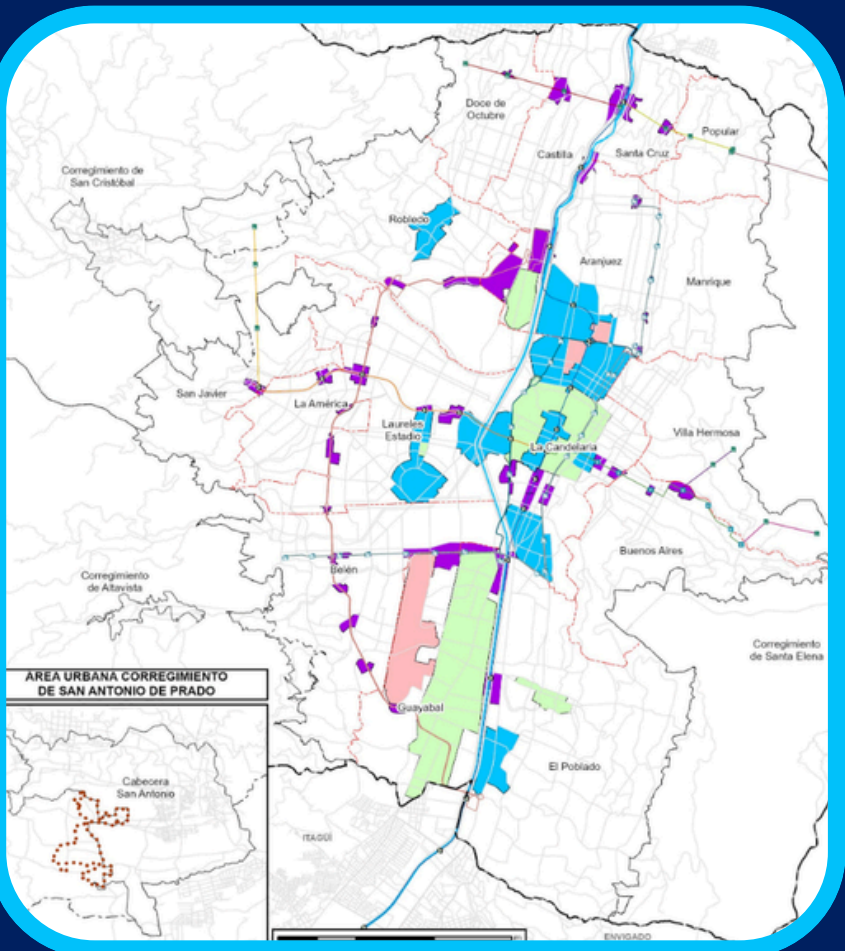 Doce de
Octubre
Popular
Castilla
Santa Cruz
Corregimiento de
San Cristóbal
Robledo
Aranjuez
Manrique
San Javier
La América
Laureles
Estadio
Villa Hermosa
La Candelaria
Buenos Aires
Belén
Corregimiento
de Altavista
Corregimiento
de Santa Elena
AREA URBANA CORREGIMIENTO
DE SAN ANTONIO DE PRADO
Guayabal
El Poblado
Cabecera
San Antonio
ITAGÜÍ
ENVIGADO